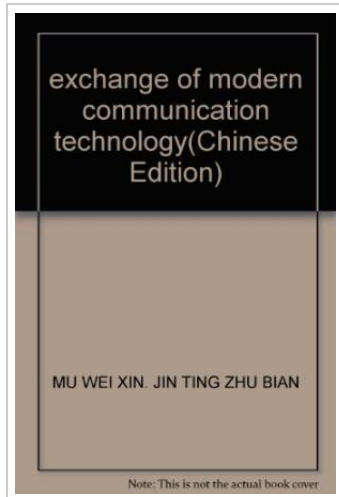 exchange of modern
communication
technology(Chinese
Edition)
MU WEI XIN. JIN TING ZHU BIAN
Note: This is not the actual book cover